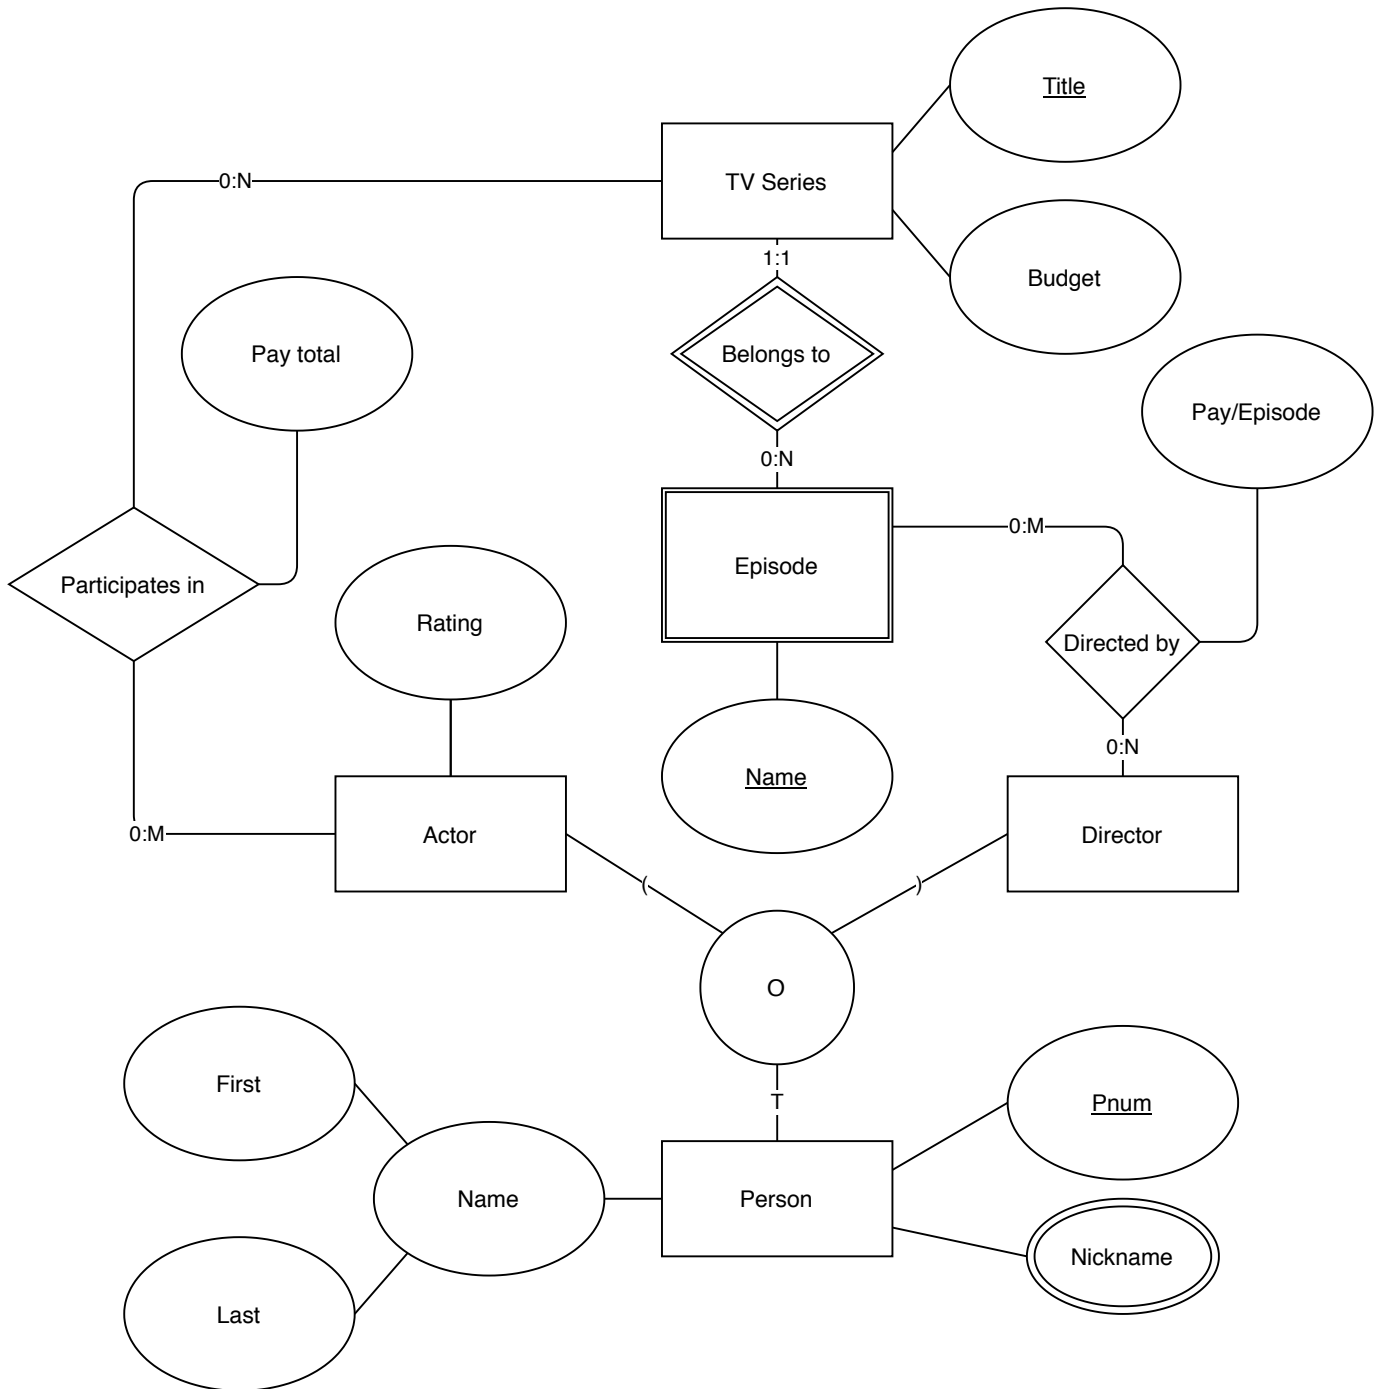 Title
0:N
TV Series
1:1
Budget
Pay total
Belongs to
Pay/Episode
0:N
0:M
Episode
Participates in
Rating
Directed by
0:N
Name
0:M
Actor
Director
(
)
O
First
T
Pnum
Name
Person
Nickname
Last